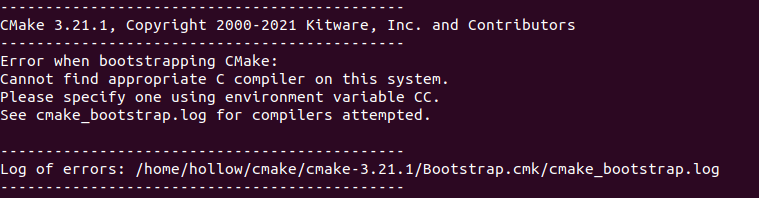 ---------------------------------------------
CMake 3.21.1, Copyright 2000-2021 Kitware, Inc. and Contributors
---------------------------------------------
Error when bootstrapping CMake:
Cannot find appropriate C compiler on this system.
Please specify one using environment variable CC.
See cmake_bootstrap.log for compilers attempted.
---------------------------------------------
Log of errors: /home/hollow/cmake/cmake-3.21.1/Bootstrap.cmk/cmake_bootstrap.log
---------------------------------------------